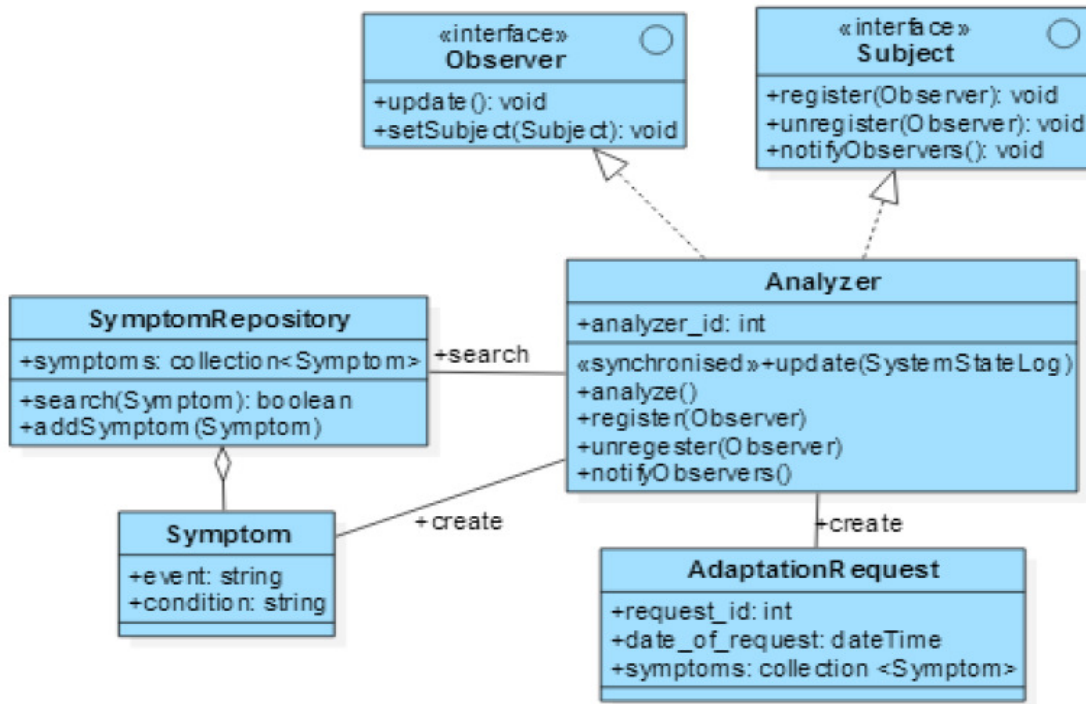 «interface»
Observer
+update(): void
+setSubject(Subject): void
«interface»
Subject
+register(Observer): void
+unregister(Observer): void
+notifyObservers(): void
SymptomRepository
+symptoms: collection<Symptom>
+search(Symptom): boolean
+addSymptom(Symptom)
+search
Analyzer
+analyzer_id: int
«synchronised»+update(SystemStateLog)
+analyze()
+register(Observer)
+unregester(Observer)
+notifyObservers()
+create
+create
Symptom
+event: string
+condition: string
AdaptationRequest
+request_id: int
+date_of_request: dateTime
+symptoms: collection <Symptom>